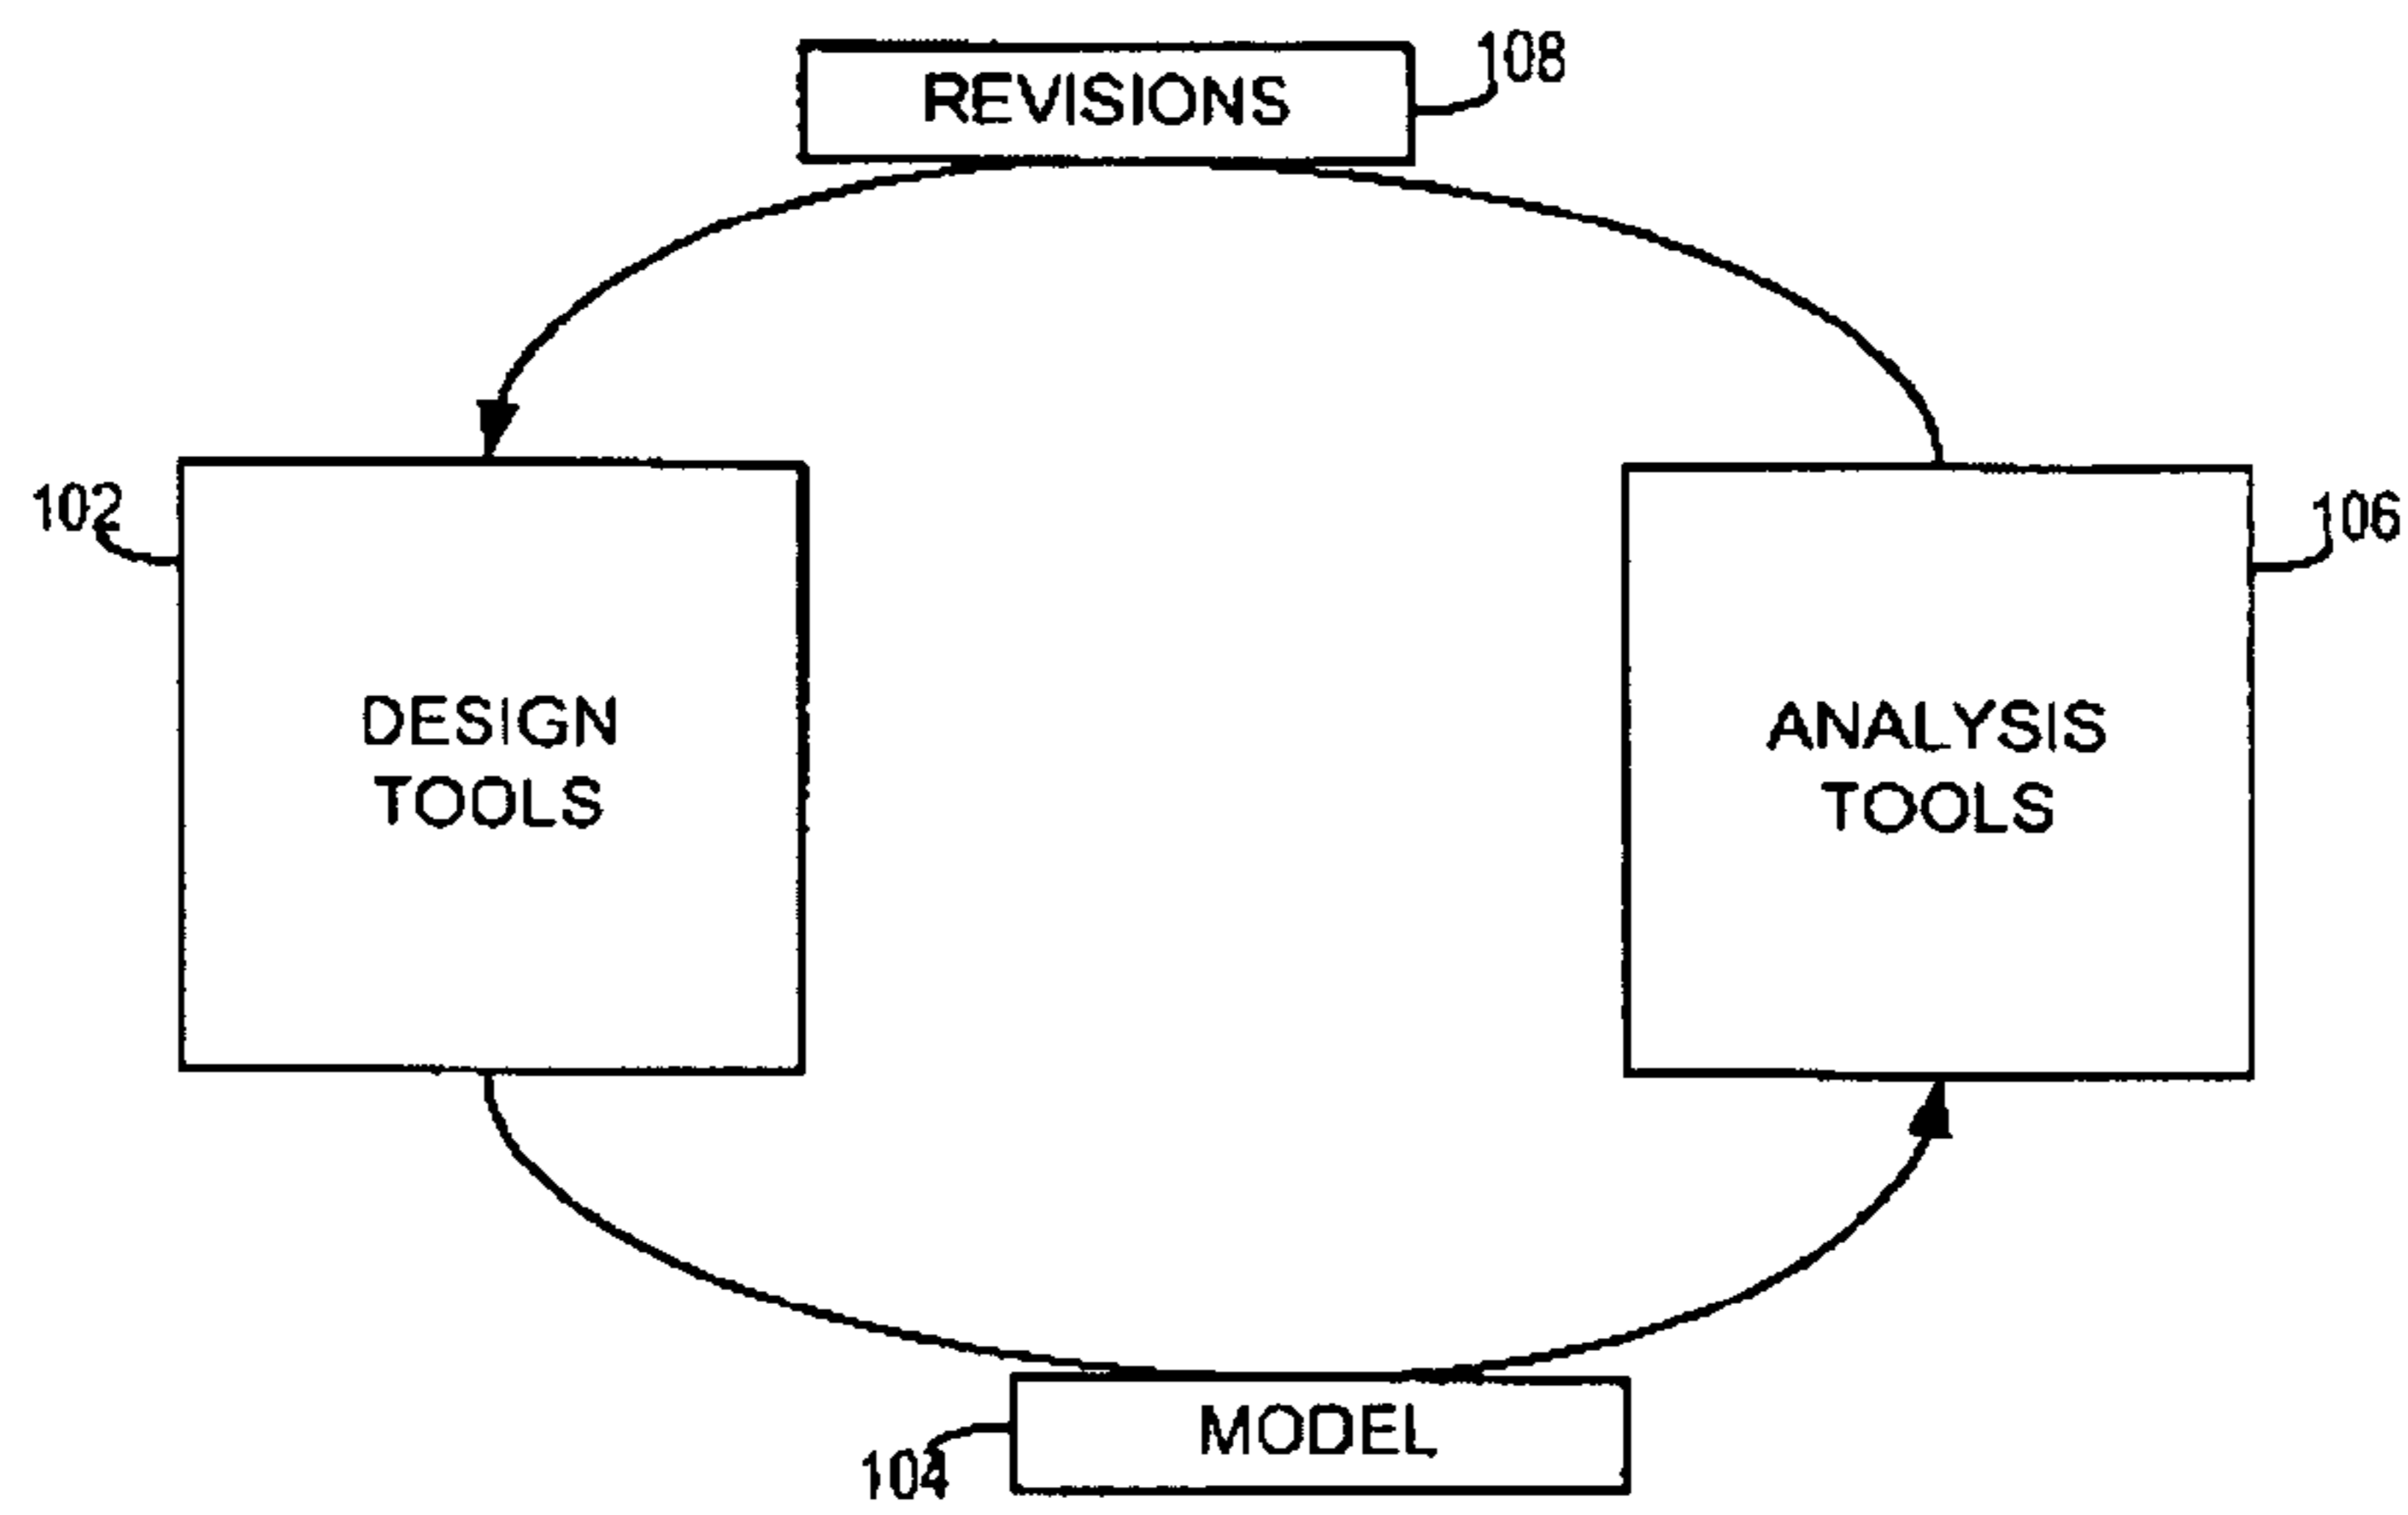 REVISIONS
108
102
106
DESIGN
TOOLS
ANALYSIS
TOOLS
MODEL
104